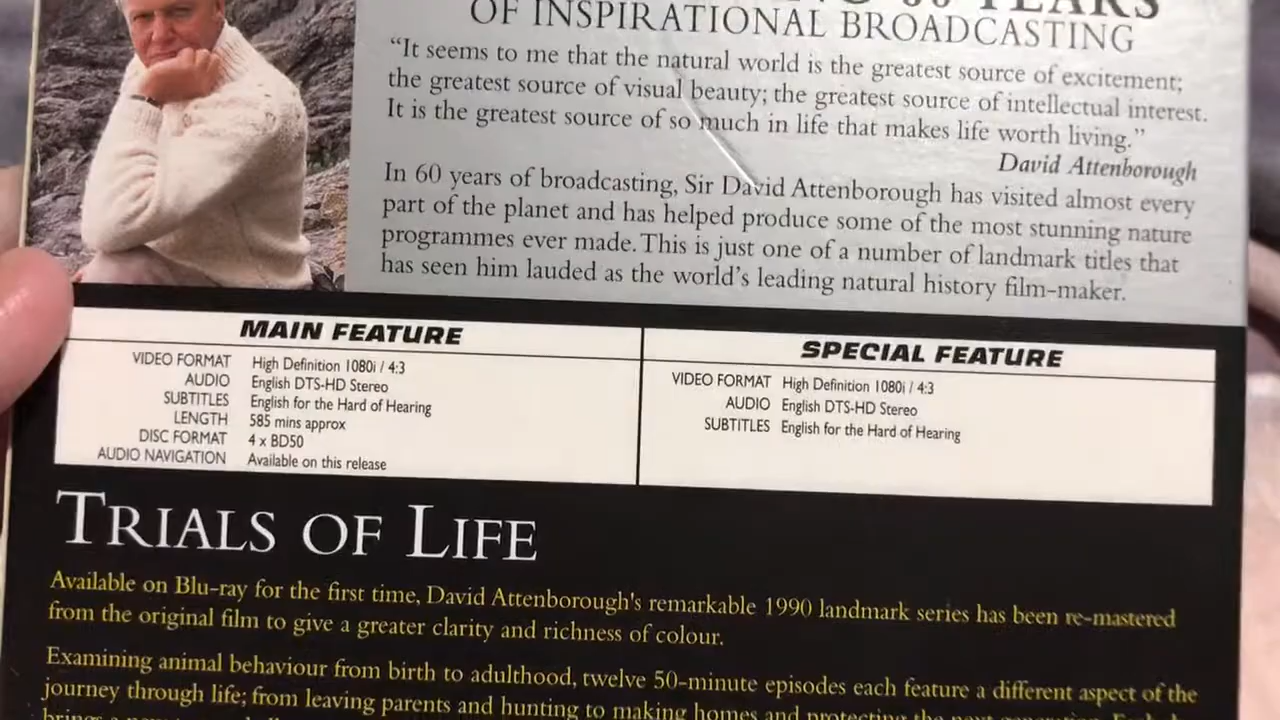 60 YEARS
OF INSPIRATIONAL BROADCASTING
“It seems to me that the natural world is the greatest source of excitement;
the greatest source of visual beauty; the greatest source of intellectual interest.
It is the greatest source of so much in life that makes life worth living.”
David Attenborough
In 60 years of broadcasting, Sir David Attenborough has visited almost every
part of the planet and has helped produce some of the most stunning nature
programmes ever made. This is just one of a number of landmark titles that
has seen him lauded as the world's leading natural history film-maker.
MAIN FEATURE
VIDEO FORMAT High Definition 1080i / 4:3
AUDIO English DTS-HD Stereo
SUBTITLES English for the Hard of Hearing
LENGTH 585 mins approx
DISC FORMAT 4 x BD50
AUDIO NAVIGATION Available on this release
SPECIAL FEATURE
VIDEO FORMAT High Definition 1080i / 4:3
AUDIO English DTS-HD Stereo
SUBTITLES English for the Hard of Hearing
TRIALS OF LIFE
Available on Blu-ray for the first time, David Attenborough's remarkable 1990 landmark series has been re-mastered
from the original film to give a greater clarity and richness of colour.
Examining animal behaviour from birth to adulthood, twelve 50-minute episodes each feature a different aspect of the
journey through life; from leaving parents and hunting to making homes and protecting the next